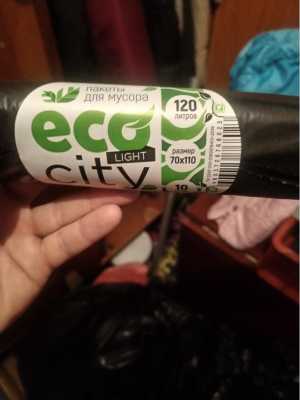 пакеты
для мусора
eco
LIGHT
city
120
литров
размер
70х110
10